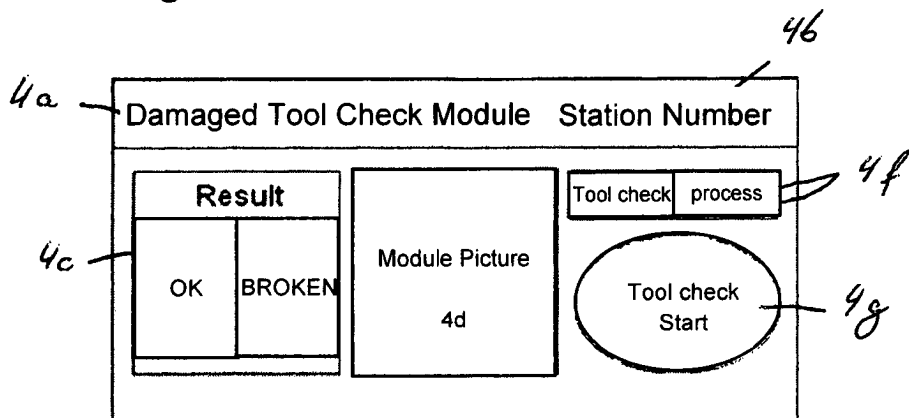 4b
4a
Damaged Tool Check Module Station Number
Result
Tool check process
4f
4c
OK BROKEN
Module Picture
4d
Tool check
Start
4g